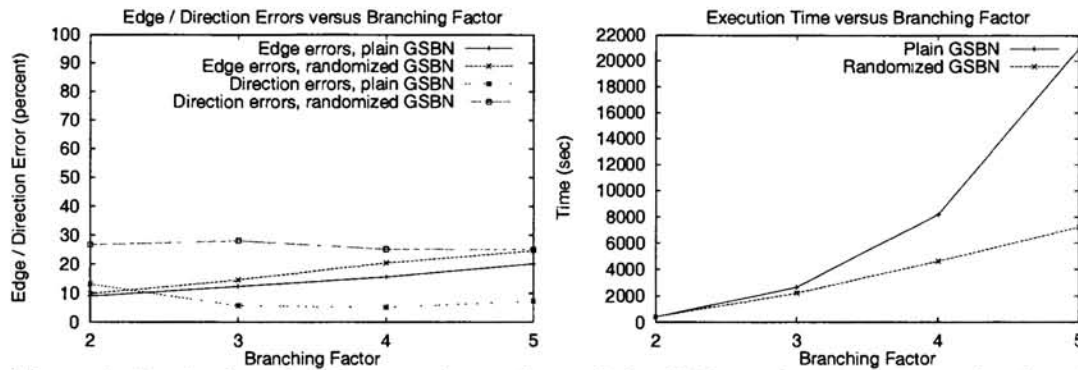 Edge / Direction Errors versus Branching Factor
100
90
80
70
60
50
40
30
20
10
0
Edge / Direction Error (percent)
Edge errors, plain GSBN
Edge errors, randomized GSBN
Direction errors, plain GSBN
Direction errors, randomized GSBN
2 3 4 5
Branching Factor
Execution Time versus Branching Factor
22000
20000
18000
16000
14000
12000
10000
8000
6000
4000
2000
0
Time (sec)
Plain GSBN
Randomized GSBN
2 3 4 5
Branching Factor